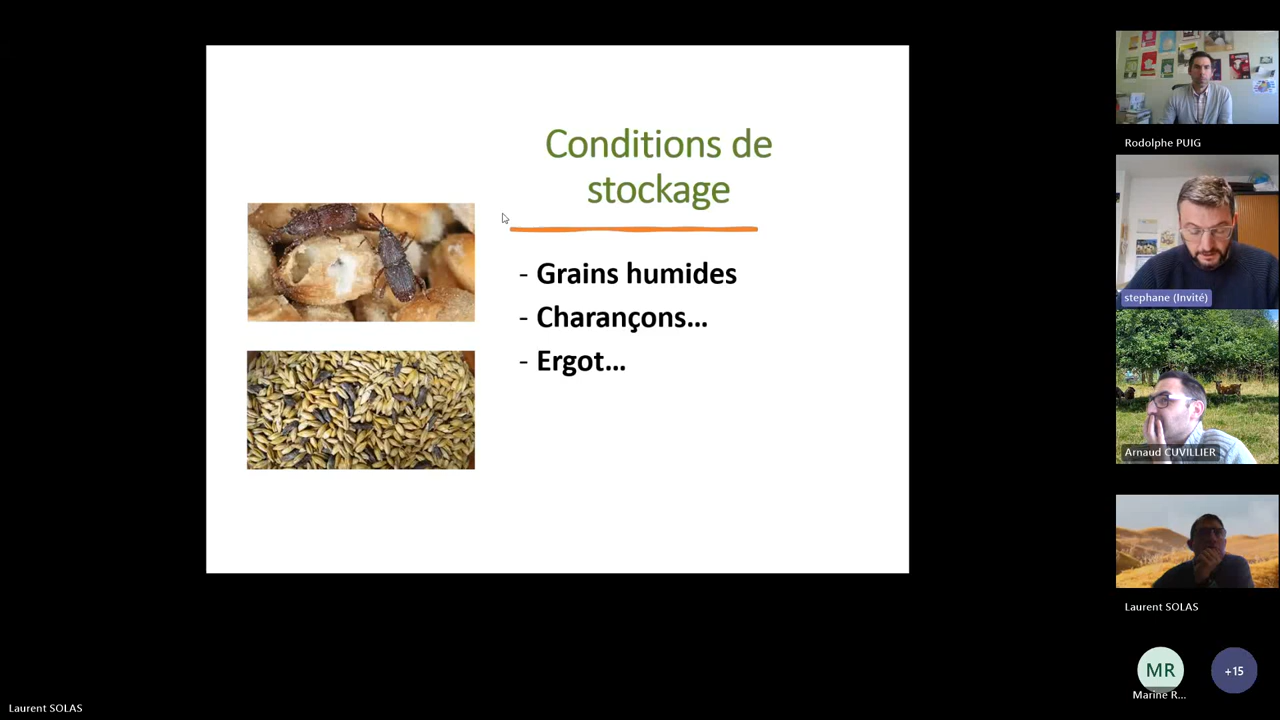 Conditions de
stockage
- Grains humides
- Charançons...
- Ergot...
Rodolphe PUIG
stephane (Invité)
Arnaud CUVILLIER
Laurent SOLAS
MR
+15
Marine R...
Laurent SOLAS